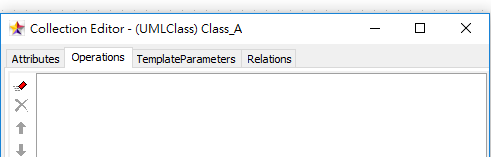 Collection Editor - (UMLClass) Class_A
Attributes Operations TemplateParameters Relations